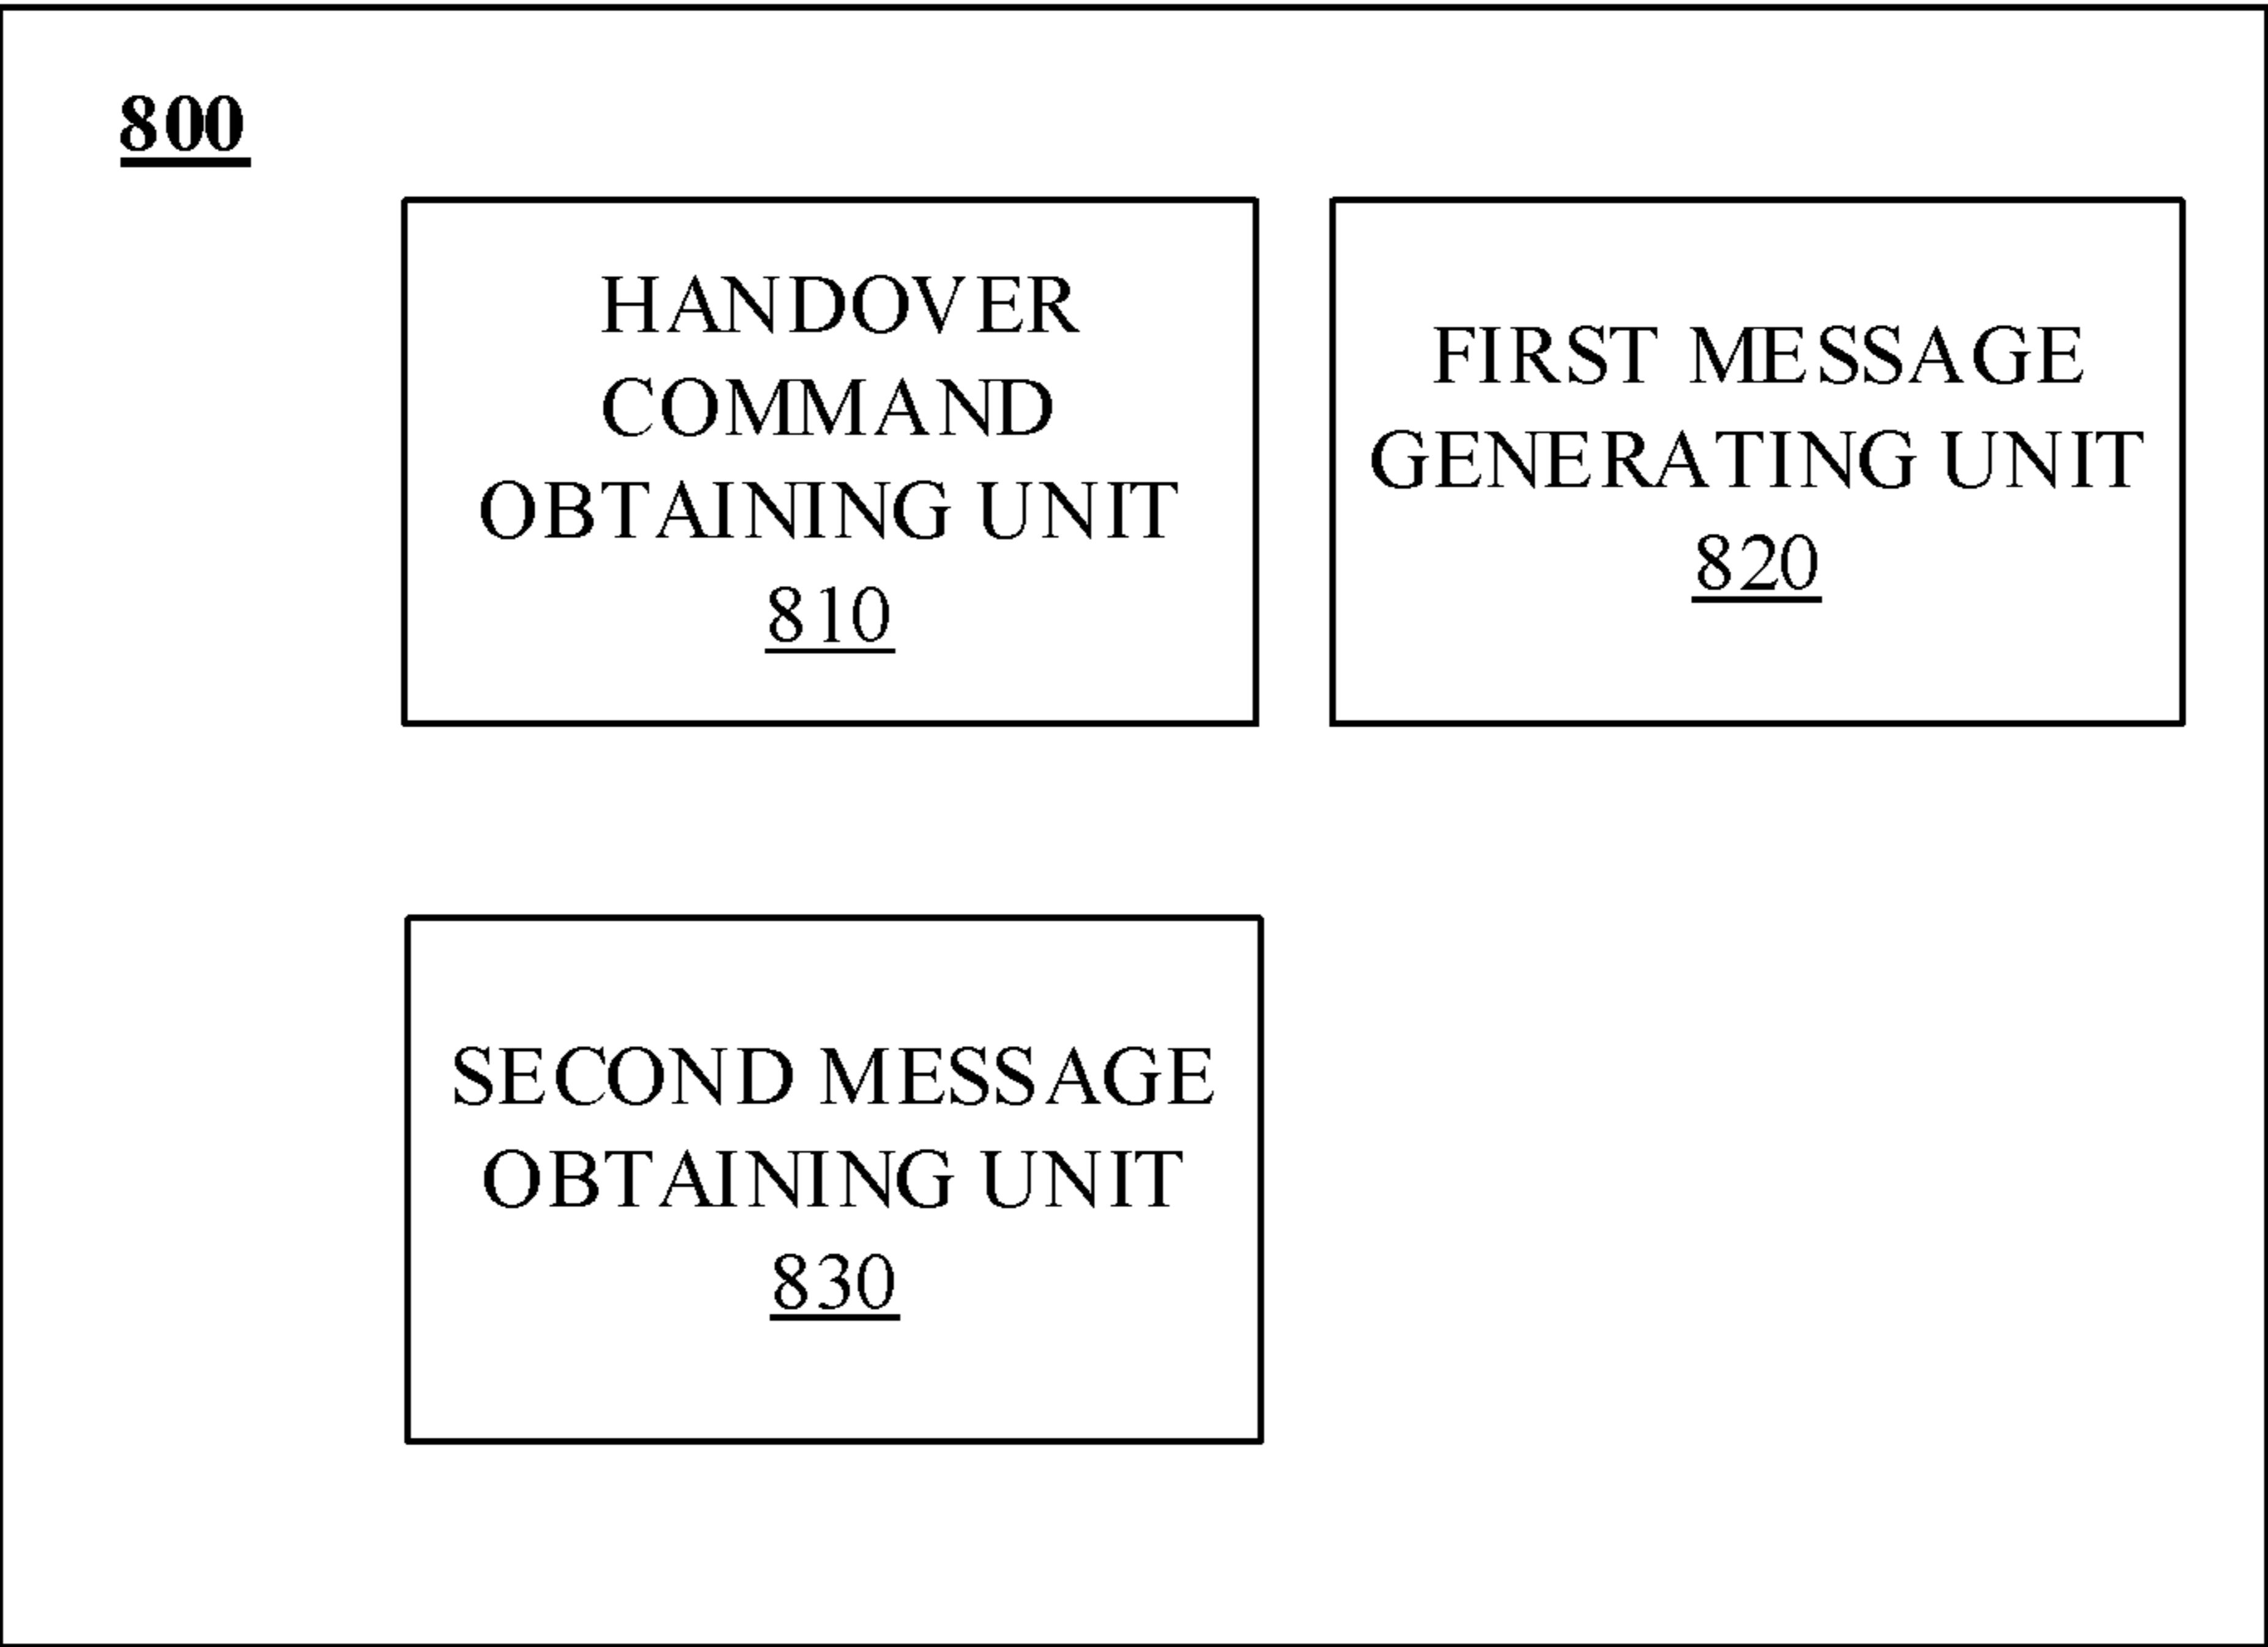 800
HANDOVER
COMMAND
OBTAINING UNIT
810
FIRST MESSAGE
GENERATING UNIT
820
SECOND MESSAGE
OBTAINING UNIT
830